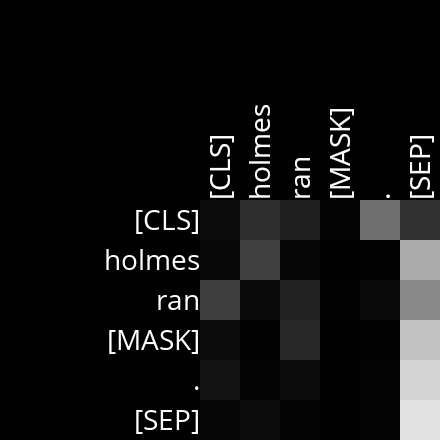 [CLS] holmes ran [MASK] . [SEP]
[CLS]
holmes
ran
[MASK]
.
[SEP]